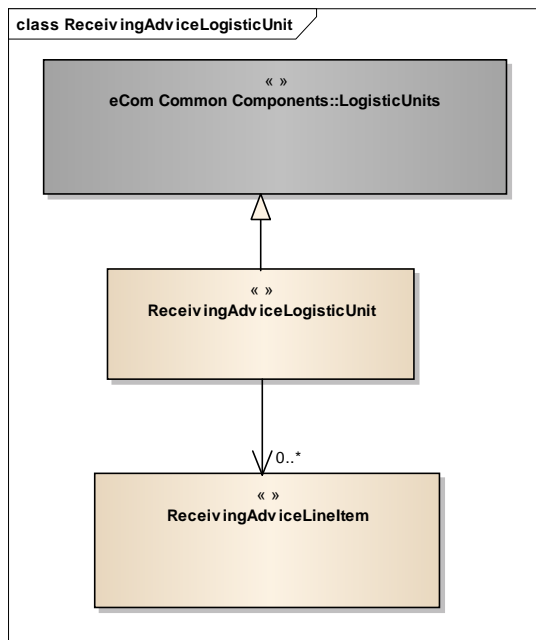 class ReceivingAdviceLogisticUnit
« »
eCom Common Components::LogisticUnits
« »
ReceivingAdviceLogisticUnit
0..*
« »
ReceivingAdviceLineItem